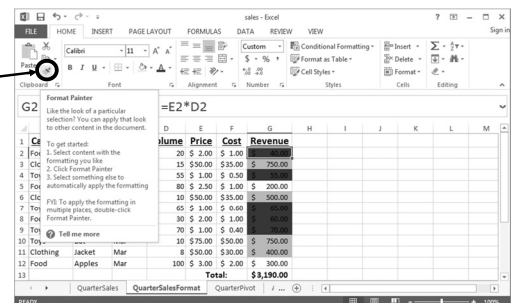 sales - Excel
FILE HOME INSERT PAGE LAYOUT FORMULAS DATA REVIEW VIEW Sign in
Calibri 11 A A Custom Conditional Formatting Insert
B I U A $ % Format as Table Delete
Cell Styles Format
Clipboard Font Alignment Number Styles Cells Editing
G2 =E2*D2
Format Painter
Like the look of a particular
selection? You can apply that look
to other content in the document.
To get started:
1. Select content with the
formatting you like
2. Click Format Painter
3. Select something else to
automatically apply the formatting
FYI: To apply the formatting in
multiple places, double-click
Format Painter.
Tell me more
D E F G H I J K L M
1 Price Cost Revenue
2 20 $ 2.00 $ 1.00 $ 40.00
3 15 $50.00 $35.00 $ 750.00
4 55 $ 1.00 $ 0.50 $ 55.00
5 80 $ 2.50 $ 1.00 $ 200.00
6 10 $50.00 $35.00 $ 500.00
7 65 $ 1.00 $ 0.60 $ 65.00
8 30 $ 2.00 $ 1.00 $ 60.00
9 70 $ 1.00 $ 0.40 $ 70.00
10 Toys Bat Mar 10 $75.00 $50.00 $ 750.00
11 Clothing Jacket Mar 8 $50.00 $30.00 $ 400.00
12 Food Apples Mar 100 $ 3.00 $ 2.00 $ 300.00
13 Total: $3,190.00
QuarterSales QuarterSalesFormat QuarterPivot
READY 100%